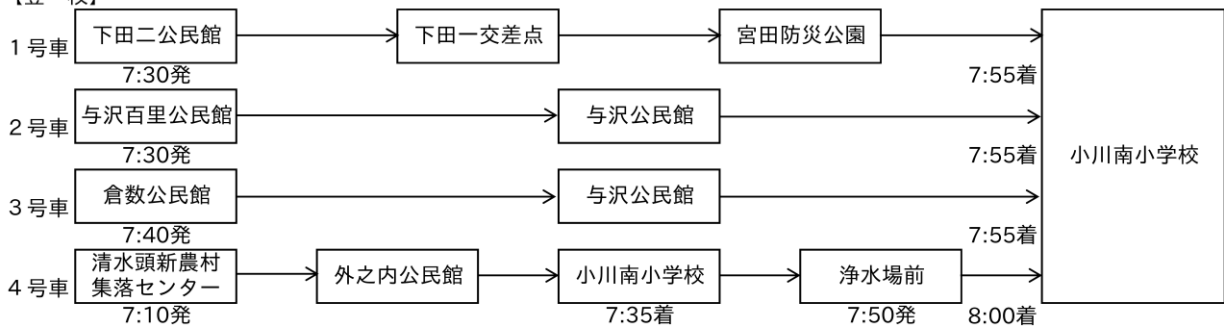 1号車 下田二公民館 下田一交差点 宮田防災公園
7:30発 7:55着
2号車 与沢百里公民館 与沢公民館
7:30発 7:55着
小川南小学校
3号車 倉数公民館 与沢公民館
7:40発 7:55着
4号車 清水頭新農村
集落センター 外之内公民館 小川南小学校 浄水場前
7:10発 7:35着 7:50発 8:00着